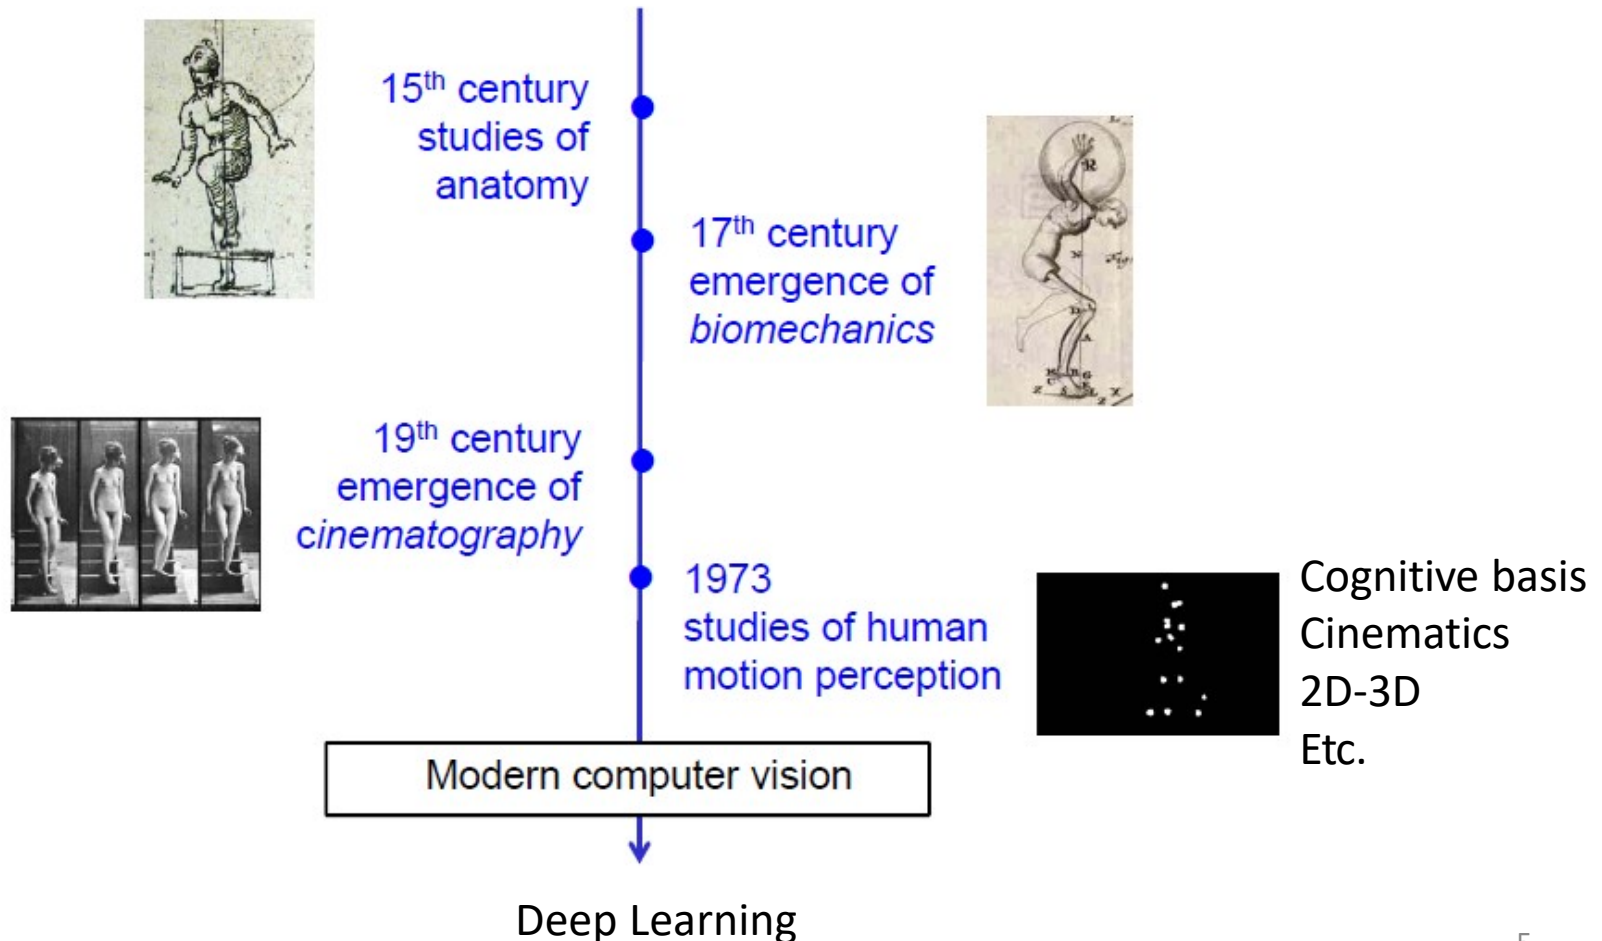 15th century
studies of
anatomy
17th century
emergence of
biomechanics
19th century
emergence of
cinematography
1973
studies of human
motion perception
Cognitive basis
Cinematics
2D-3D
Etc.
Modern computer vision
Deep Learning